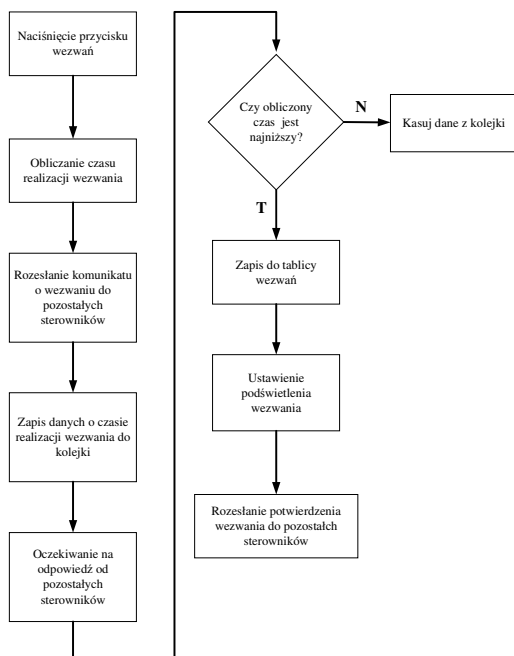 Naciśnięcie przycisku
wezwań
Obliczanie czasu
realizacji wezwania
Rozesłanie komunikatu
o wezwaniu do
pozostałych
sterowników
Zapis danych o czasie
realizacji wezwania do
kolejki
Oczekiwanie na
odpowiedź od
pozostałych
sterowników
Czy obliczony
czas jest
najniższy?
N
Kasuj dane z kolejki
T
Zapis do tablicy
wezwań
Ustawienie
podświetlenia
wezwania
Rozesłanie potwierdzenia
wezwania do pozostałch
sterowników